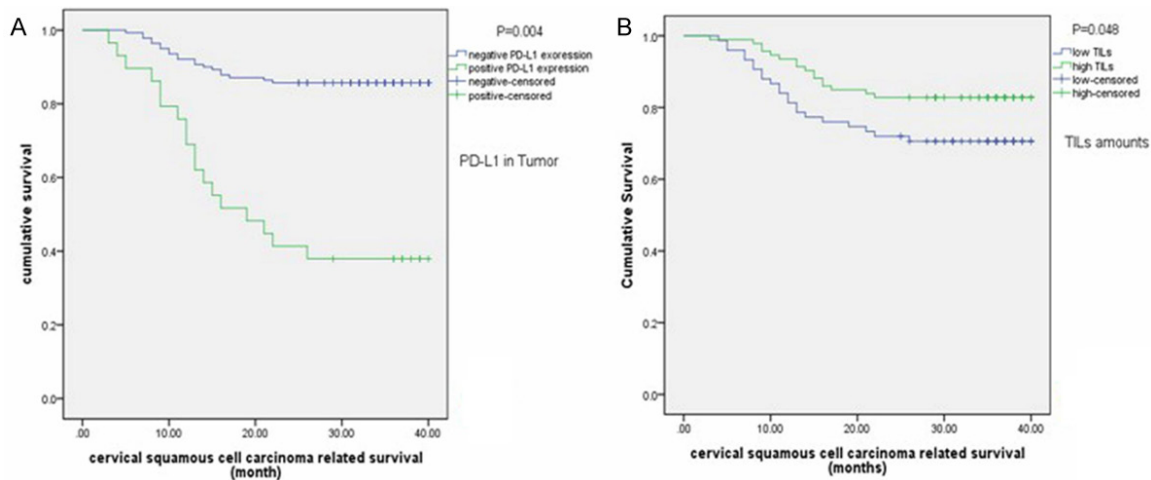 A
P=0.004
negative PD-L1 exoression
positive PD-L1 expression
negative-censored
positive-censored
PD-L1 in Tumor
cumulative survival
1.0
0.8
0.6
0.4
0.2
0.0
.00 10.00 20.00 30.00 40.00
cervical squamous cell carcinoma related survival
(month)
B
P=0.048
low TILs
high TILs
low-censored
high-censored
TILs amounts
Cumulative Survival
1.0
0.8
0.6
0.4
0.2
0.0
.00 10.00 20.00 30.00 40.00
cervical squamous cell carcinoma related survival
(months)